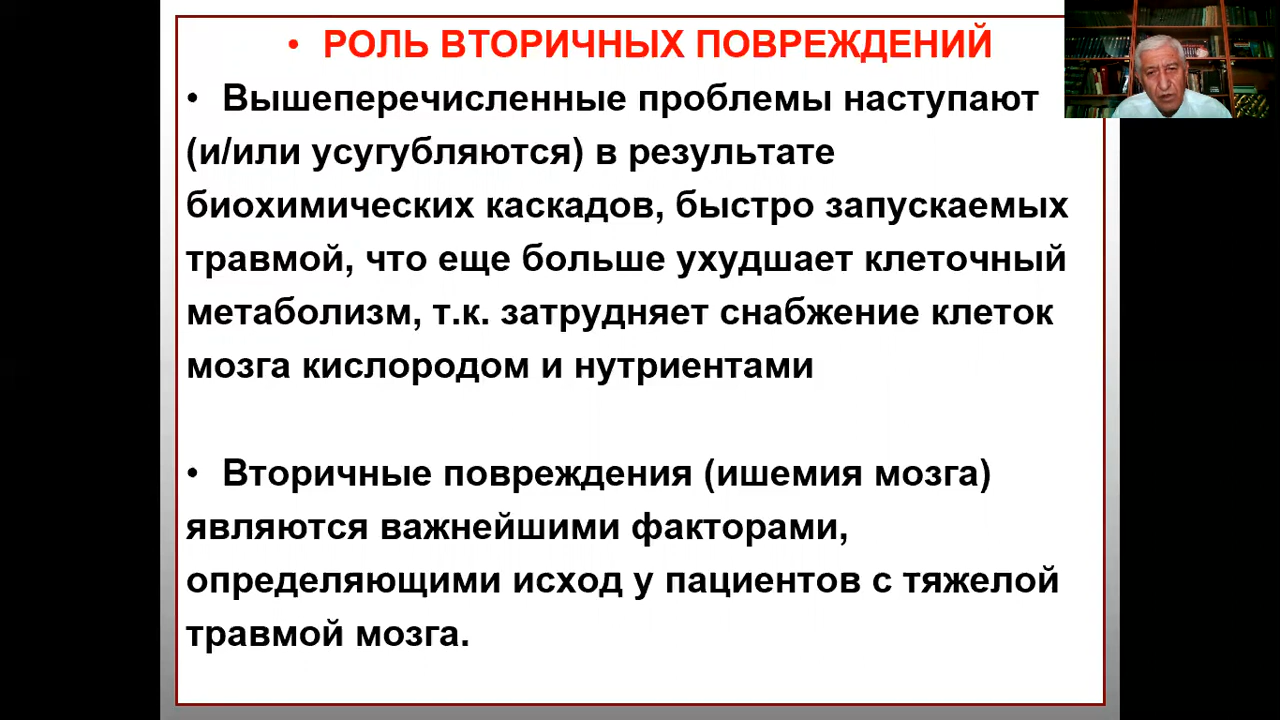 • РОЛЬ ВТОРИЧНЫХ ПОВРЕЖДЕНИЙ
• Вышеперечисленные проблемы наступают
(и/или усугубляются) в результате
биохимических каскадов, быстро запускаемых
травмой, что еще больше ухудшает клеточный
метаболизм, т.к. затрудняет снабжение клеток
мозга кислородом и нутриентами
• Вторичные повреждения (ишемия мозга)
являются важнейшими факторами,
определяющими исход у пациентов с тяжелой
травмой мозга.